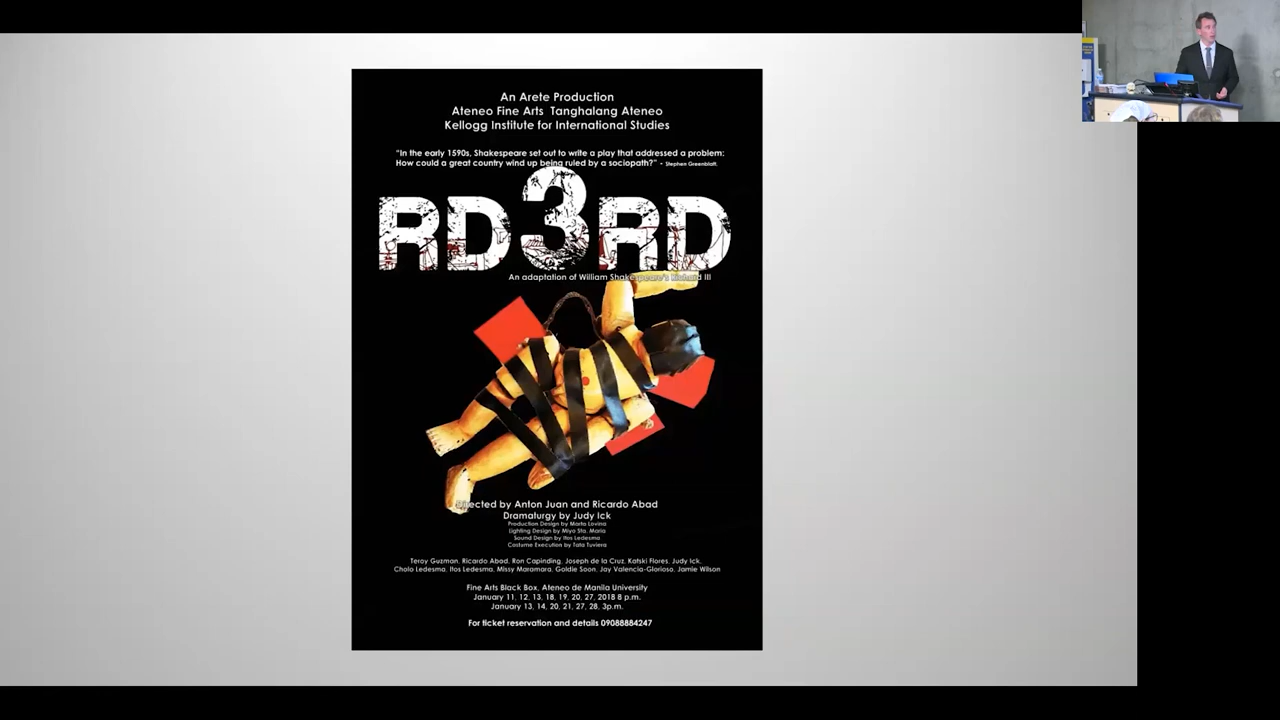 An Arete Production
Ateneo Fine Arts Tanghalang Ateneo
Kellogg Institute for International Studies
"In the early 1590s, Shakespeare set out to write a play that addressed a problem:
How could a great country wind up being ruled by a sociopath?" - Stephen Greenblatt.
RD3RD
An adaptation of William Shakespeare's Richard III
Directed by Anton Juan and Ricardo Abad
Dramaturgy by Judy Ick
Production Design by Marta Lovina
Lighting Design by Miyo Sta. Maria
Sound Design by Itos Ledesma
Costume Execution by Tata Tuviera
Teroy Guzman, Ricardo Abad, Ron Capinding, Joseph de la Cruz, Katski Flores, Judy Ick,
Cholo Ledesma, Itos Ledesma, Missy Maramara, Goldie Soon, Jay Valencia-Glorioso, Jamie Wilson
Fine Arts Black Box, Ateneo de Manila University
January 11, 12, 13, 18, 19, 20, 27, 2018 8 p.m.
January 13, 14, 20, 21, 27, 28, 3p.m.
For ticket reservation and details 09088884247